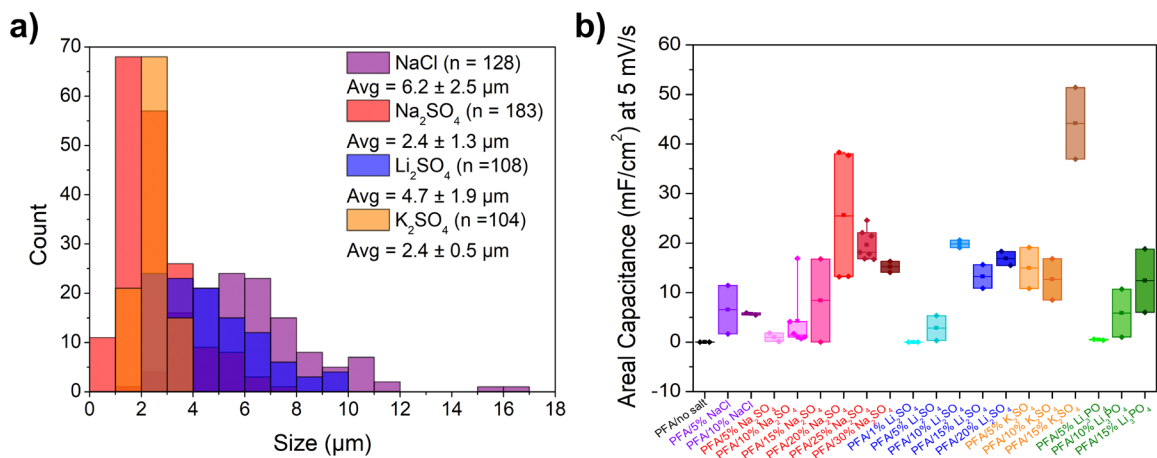 a)
70
60
50
40
30
20
10
0
Count
0 2 4 6 8 10 12 14 16 18
Size (µm)
NaCl (n = 128)
Avg = 6.2 ± 2.5 µm
Na₂SO₄ (n = 183)
Avg = 2.4 ± 1.3 µm
Li₂SO₄ (n =108)
Avg = 4.7 ± 1.9 µm
K₂SO₄ (n =104)
Avg = 2.4 ± 0.5 µm
b)
Areal Capacitance (mF/cm²) at 5 mV/s
60
50
40
30
20
10
0
-10
PFA/no salt
PFA/5% NaCl
PFA/10% NaCl
PFA/5% Na₂SO₄
PFA/10% Na₂SO₄
PFA/15% Na₂SO₄
PFA/20% Na₂SO₄
PFA/25% Na₂SO₄
PFA/30% Na₂SO₄
PFA/1% Li₂SO₄
PFA/5% Li₂SO₄
PFA/10% Li₂SO₄
PFA/15% Li₂SO₄
PFA/20% Li₂SO₄
PFA/5% K₂SO₄
PFA/10% K₂SO₄
PFA/15% K₂SO₄
PFA/5% Li₃PO₄
PFA/10% Li₃PO₄
PFA/15% Li₃PO₄